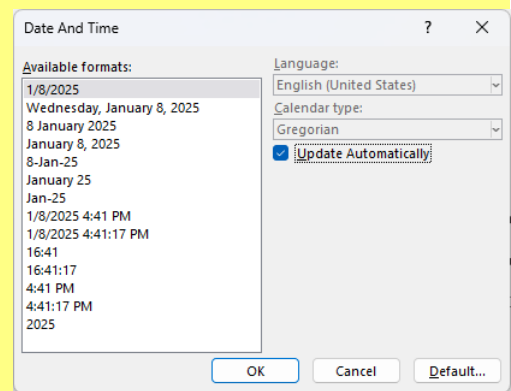 Date And Time
Available formats:
1/8/2025
Wednesday, January 8, 2025
8 January 2025
January 8, 2025
8-Jan-25
January 25
Jan-25
1/8/2025 4:41 PM
1/8/2025 4:41:17 PM
16:41
16:41:17
4:41 PM
4:41:17 PM
2025
Language:
English (United States)
Calendar type:
Gregorian
Update Automatically
OK Cancel Default...